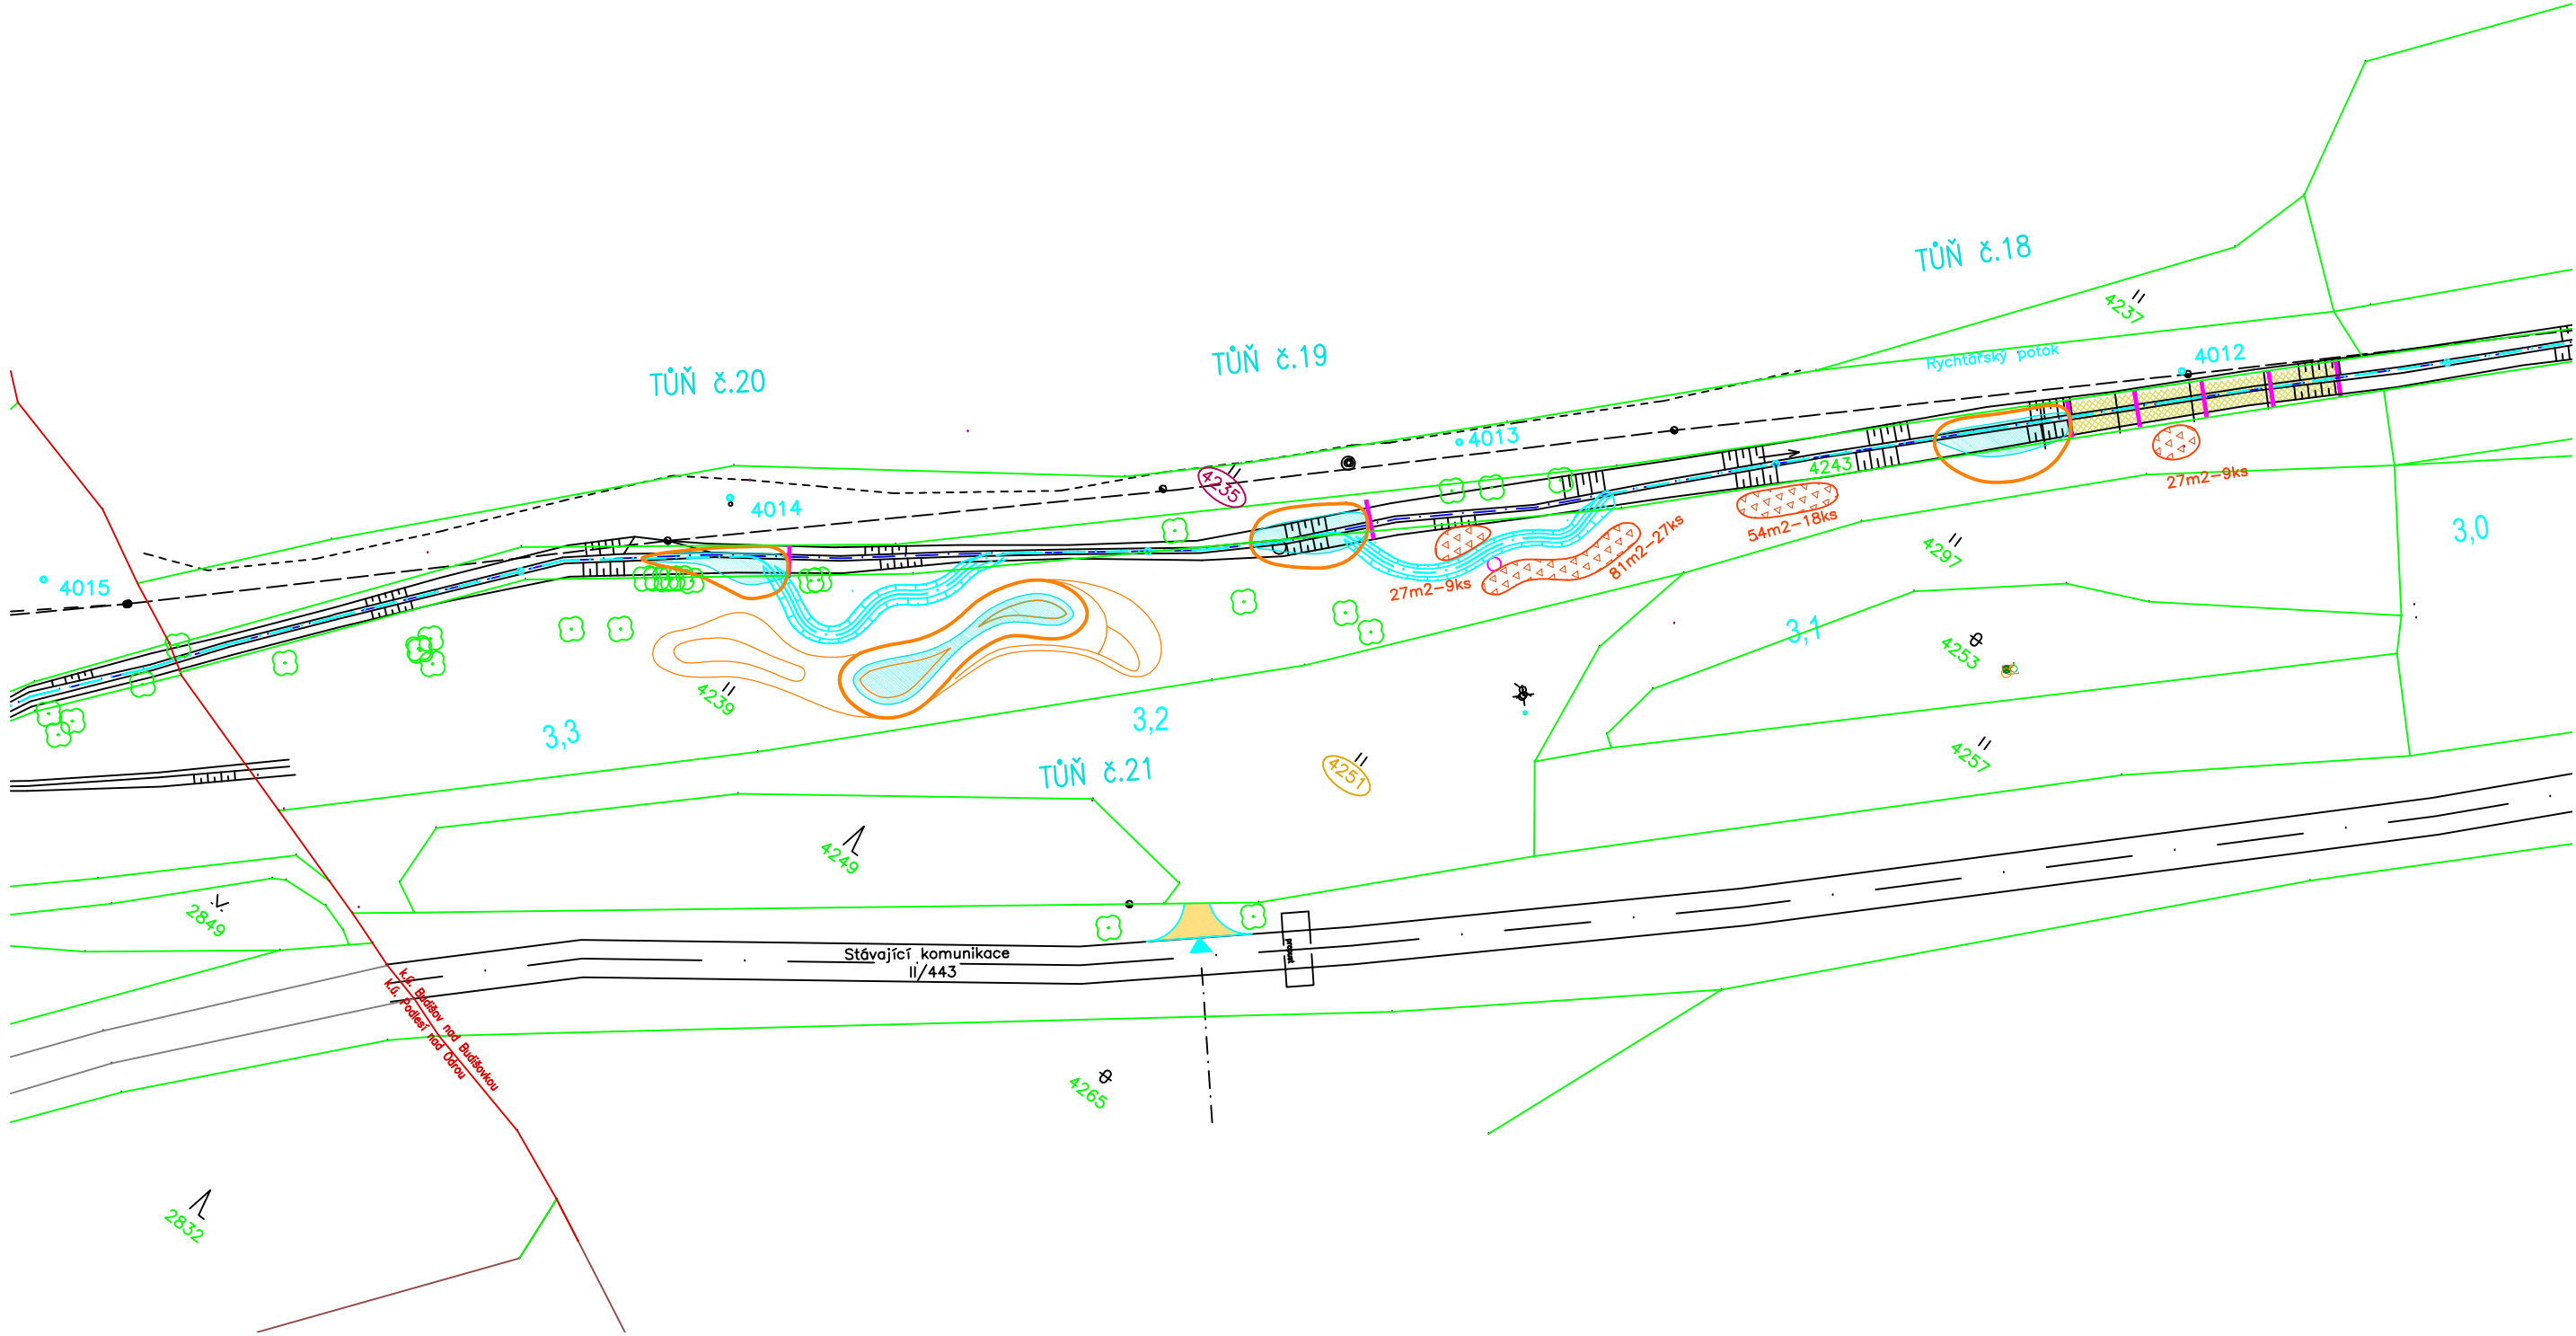 TŮŇ č.18
4237
TŮŇ č.19
TŮŇ č.20
Rychtářský potok
4012
4013
4235
4243
27m2-9ks
4014
54m2-18ks
81m2-27ks
27m2-9ks
3,0
4297
4015
3,1
4253
4239
3,3
3,2
4257
TŮŇ č.21
4251
4249
2849
Stávající komunikace
II/443
propust
k.ú. Budišov nad Budišovkou
k.ú. Podlesí nad Odrou
4265
2832